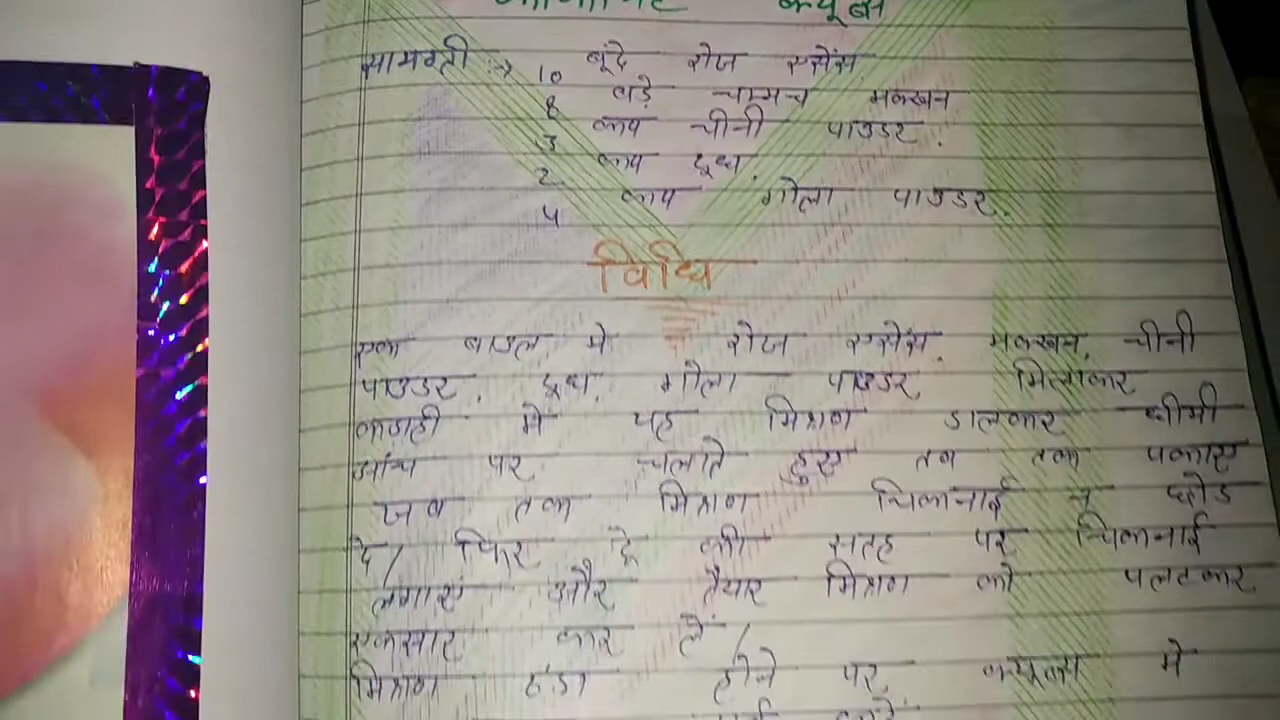 क्यूब्स
सामग्री :→ 10 बूंदे रोज एसेंस
8 बड़े चम्मच मक्खन
3 कप चीनी पाउडर.
2 कप दूध.
4 कप गोला पाउडर.
विधि
एक बाउल में रोज एसेंस, मक्खन, चीनी
पाउडर, दूध, गोला पाउडर, मिलाकर
कढाही मे यह मिश्रण डालकर धीमी
आंच पर चलाते हुए तब तक पकाए
जब तक मिश्रण चिकनाई न छोड
दे/ फिर ट्रे की सतह पर चिकनाई
लगाएं और तैयार मिश्रण को पलटकर
एकसार कर लें/
मिश्रण ठंडा होने पर क्यूब्स मे